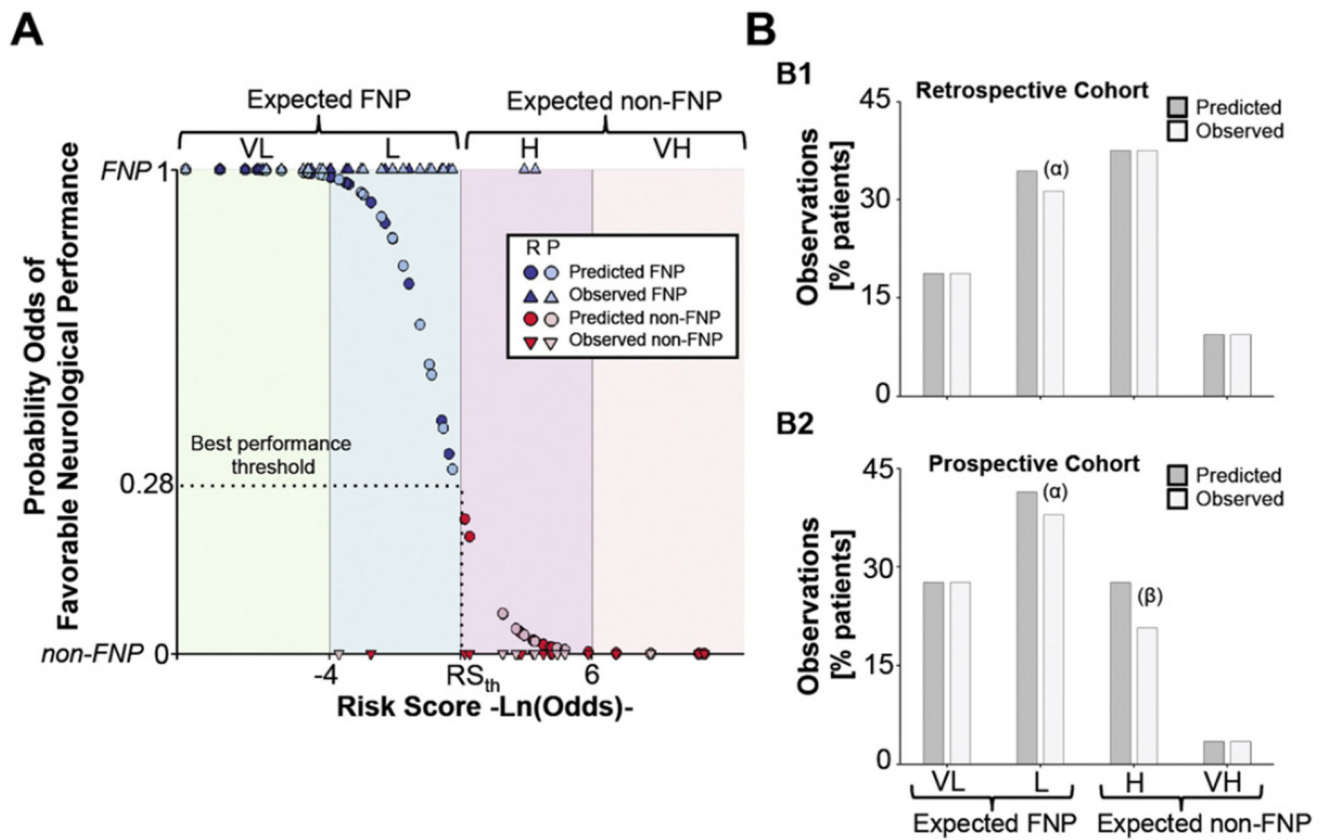 A
Expected FNP
Expected non-FNP
VL
L
H
VH
FNP 1
Probability Odds of
Favorable Neurological Performance
R P
Predicted FNP
Observed FNP
Predicted non-FNP
Observed non-FNP
Best performance
threshold
0.28
non-FNP 0
-4
RSth
6
Risk Score -Ln(Odds)-
B
B1
Retrospective Cohort
Predicted
Observed
Observations
[% patients]
45
30
15
0
(α)
B2
Prospective Cohort
Predicted
Observed
Observations
[% patients]
45
30
15
0
(α)
(β)
VL
L
H
VH
Expected FNP
Expected non-FNP